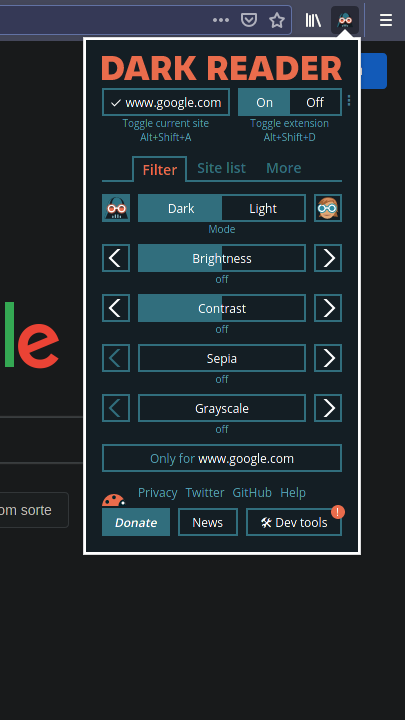 DARK READER
www.google.com On Off
Toggle current site Toggle extension
Alt+Shift+A Alt+Shift+D
Filter Site list More
Dark Light
Mode
Brightness
off
Contrast
off
Sepia
off
Grayscale
off
le
Only for www.google.com
Privacy Twitter GitHub Help
om sorte
Donate News Dev tools !